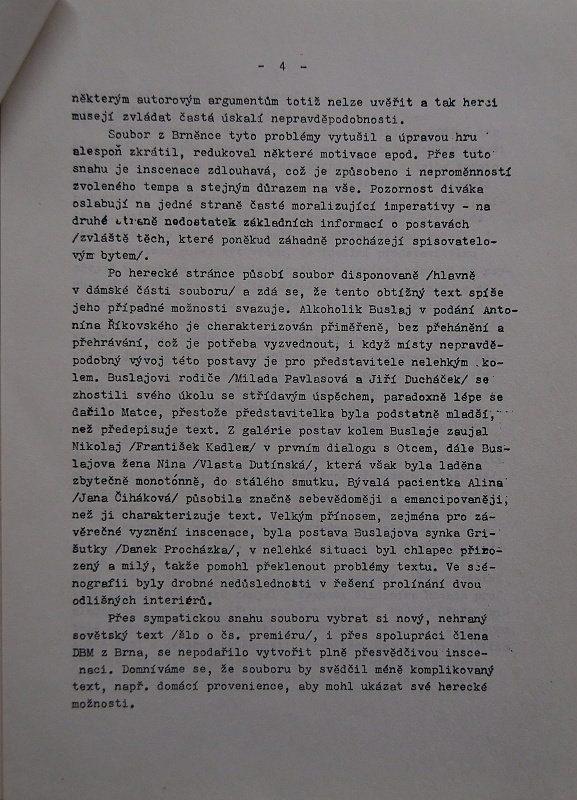 - 4 -
některým autorovým argumentům totiž nelze uvěřit a tak herci
musejí zvládat častá úskalí nepravděpodobnosti.
Soubor z Brněnce tyto problémy vytušil a úpravou hru
alespoň zkrátil, redukoval některé motivace apod. Přes tuto
snahu je inscenace zdlouhavá, což je způsobeno i neproměnností
zvoleného tempa a stejným důrazem na vše. Pozornost diváka
oslabují na jedné straně časté moralizující imperativy - na
druhé straně nedostatek základních informací o postavách
/zvláště těch, které poněkud záhadně procházejí spisovatelo-
vým bytem/.
Po herecké stránce působí soubor disponovaně /hlavně
v dámské části souboru/ a zdá se, že tento obtížný text spíše
jeho případné možnosti svazuje. Alkoholik Buslaj v podání Anto-
nína Říkovského je charakterizován přiměřeně, bez přehánění a
přehrávání, což je potřeba vyzvednout, i když místy nepravdě-
podobný vývoj této postavy je pro představitele nelehkým .ko-
lem. Buslajovi rodiče /Milada Pavlasová a Jiří Ducháček/ se
zhostili svého úkolu se střídavým úspěchem, paradoxně lépe se
dařilo Matce, přestože představitelka byla podstatně mladší,
než předepisuje text. Z galérie postav kolem Buslaje zaujal
Nikolaj /František Kadlez/ v prvním dialogu s Otcem, dále Bus-
lajova žena Nina /Vlasta Dutínská/, která však byla laděna
zbytečně monotónně, do stálého smutku. Bývalá pacientka Alina
/Jana Čiháková/ působila značně sebevědoměji a emancipovaněji,
než ji charakterizuje text. Velkým přínosem, zejména pro zá-
věrečné vyznění inscenace, byla postava Buslajova synka Gri-
šutky /Danek Procházka/, v nelehké situaci byl chlapec přiro-
zený a milý, takže pomohl překlenout problémy textu. Ve scé-
nografii byly drobné nedůslednosti v řešení prolínání dvou
odlišných interiérů.
Přes sympatickou snahu souboru vybrat si nový, nehraný
sovětský text /šlo o čs. premiéru/, i přes spolupráci člena
DBM z Brna, se nepodařilo vytvořit plně přesvědčivou insce-
naci. Domníváme se, že souboru by svědčil méně komplikovaný
text, např. domácí provenience, aby mohl ukázat své herecké
možnosti.